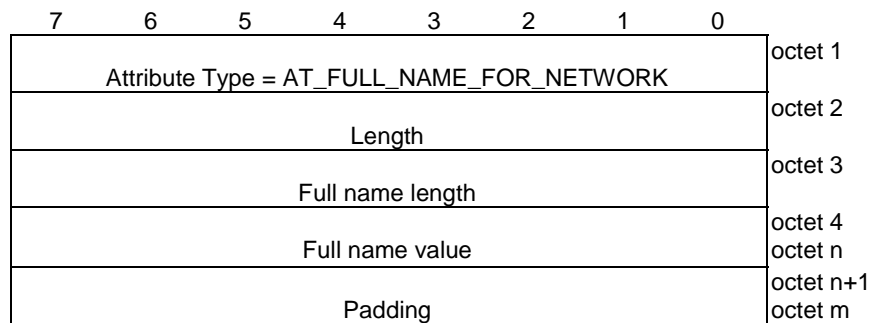 7 6 5 4 3 2 1 0
octet 1
Attribute Type = AT_FULL_NAME_FOR_NETWORK
octet 2
Length
octet 3
Full name length
octet 4
Full name value octet n
octet n+1
Padding octet m